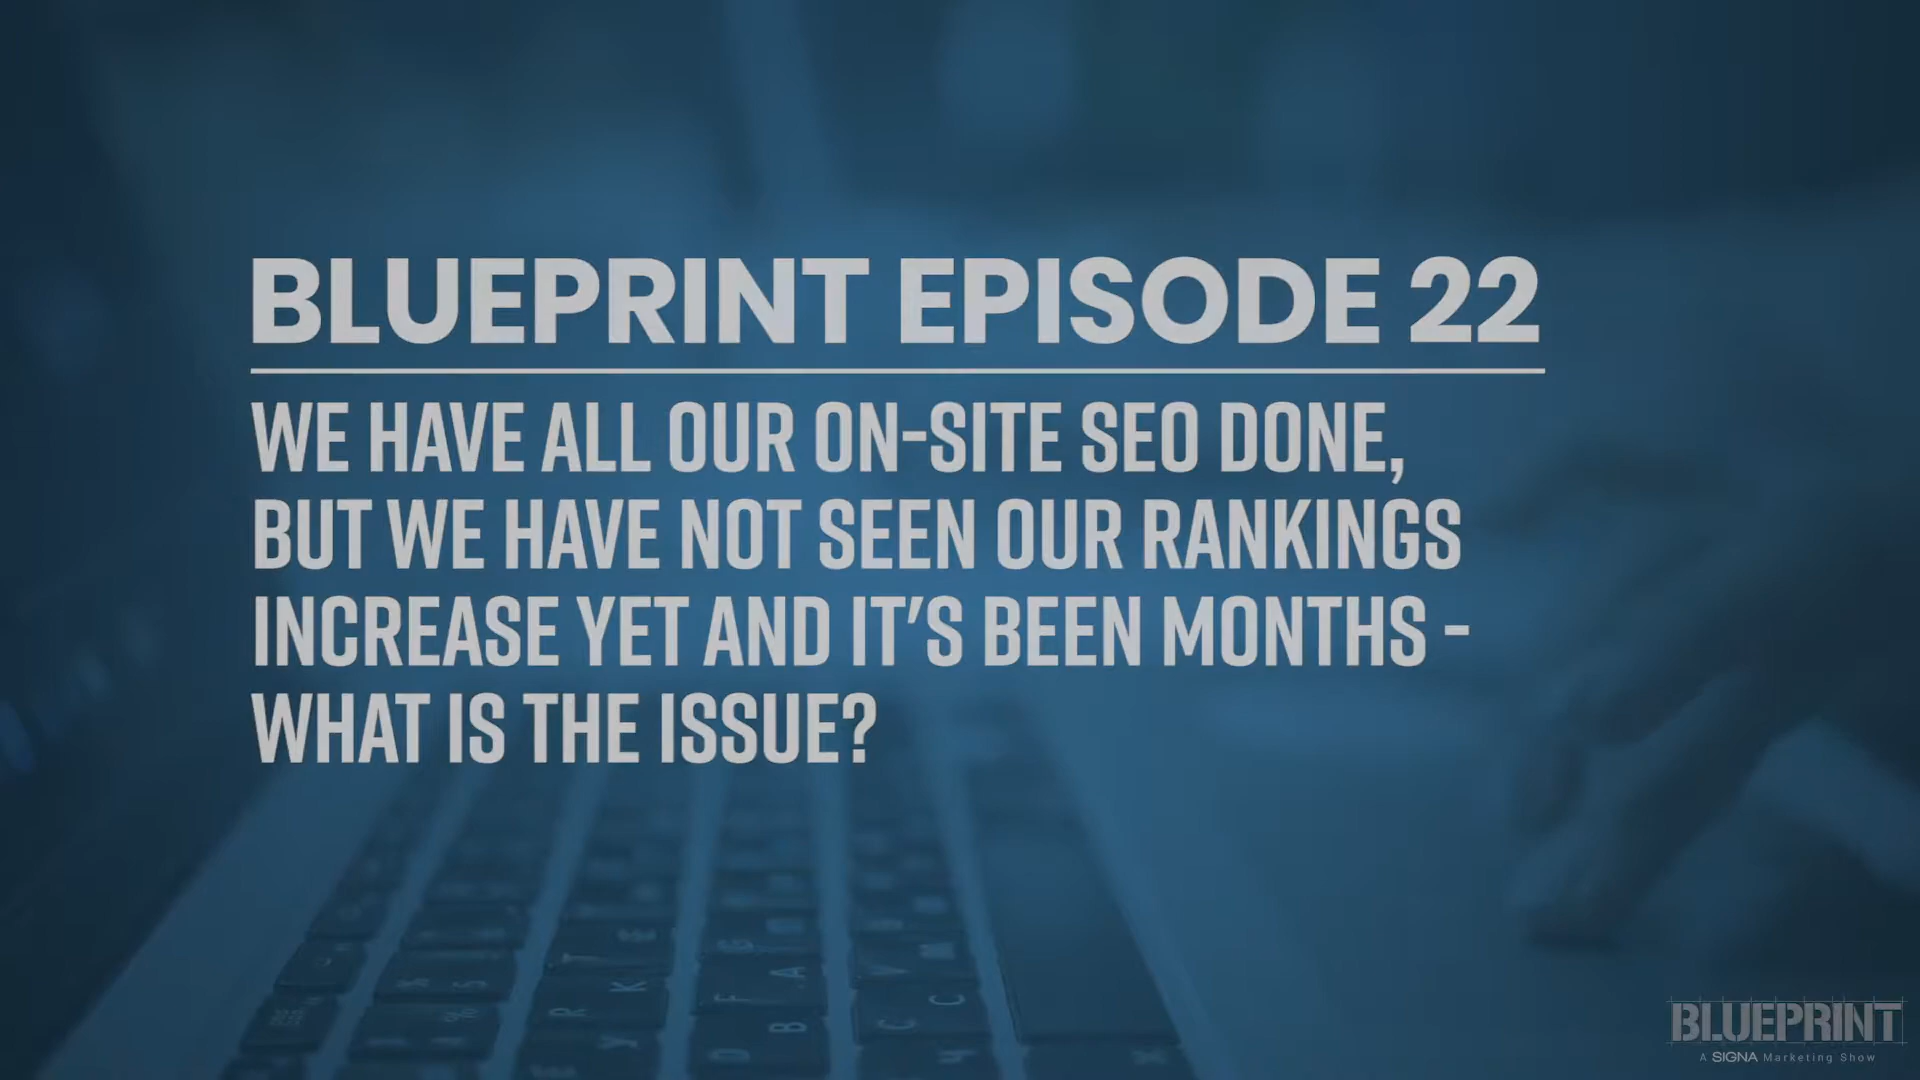 BLUEPRINT EPISODE 22
WE HAVE ALL OUR ON-SITE SEO DONE,
BUT WE HAVE NOT SEEN OUR RANKINGS
INCREASE YET AND IT'S BEEN MONTHS -
WHAT IS THE ISSUE?
BLUEPRINT
A SIGNA Marketing Show